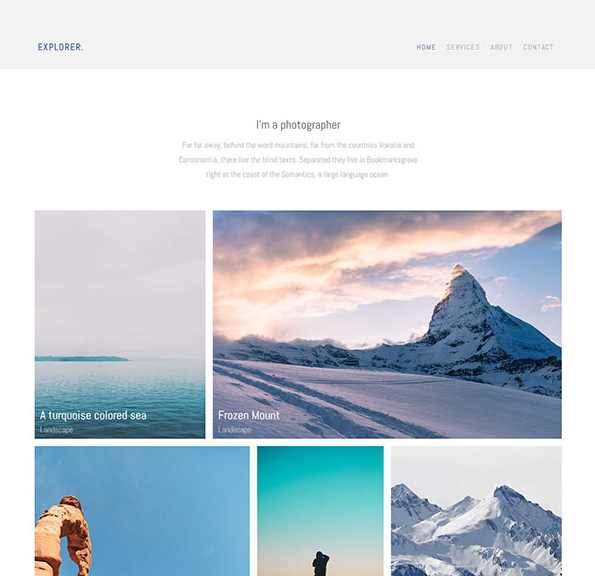 EXPLORER.
HOME SERVICES ABOUT CONTACT
I'm a photographer
Far far away, behind the word mountains, far from the countries Vokalia and
Consonantia, there live the blind texts. Separated they live in Bookmarksgrove
right at the coast of the Semantics, a large language ocean.
A turquoise colored sea
Landscape
Frozen Mount
Landscape